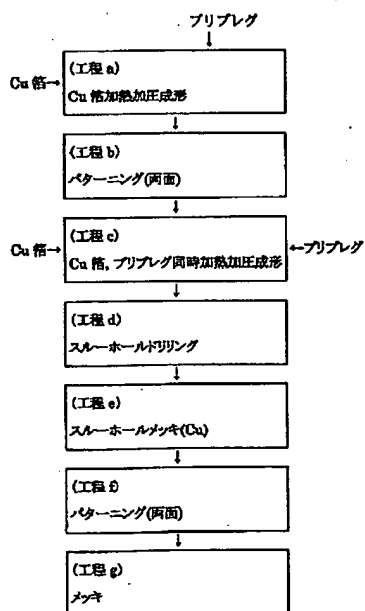 プリプレグ
(工程 a)
Cu 箔→
Cu 箔加熱加圧成形
(工程 b)
パターニング(両面)
(工程 c)
Cu 箔→
←プリプレグ
Cu 箔, プリプレグ同時加熱加圧成形
(工程 d)
スルーホールドリリング
(工程 e)
スルーホールメッキ(Cu)
(工程 f)
パターニング(両面)
(工程 g)
メッキ